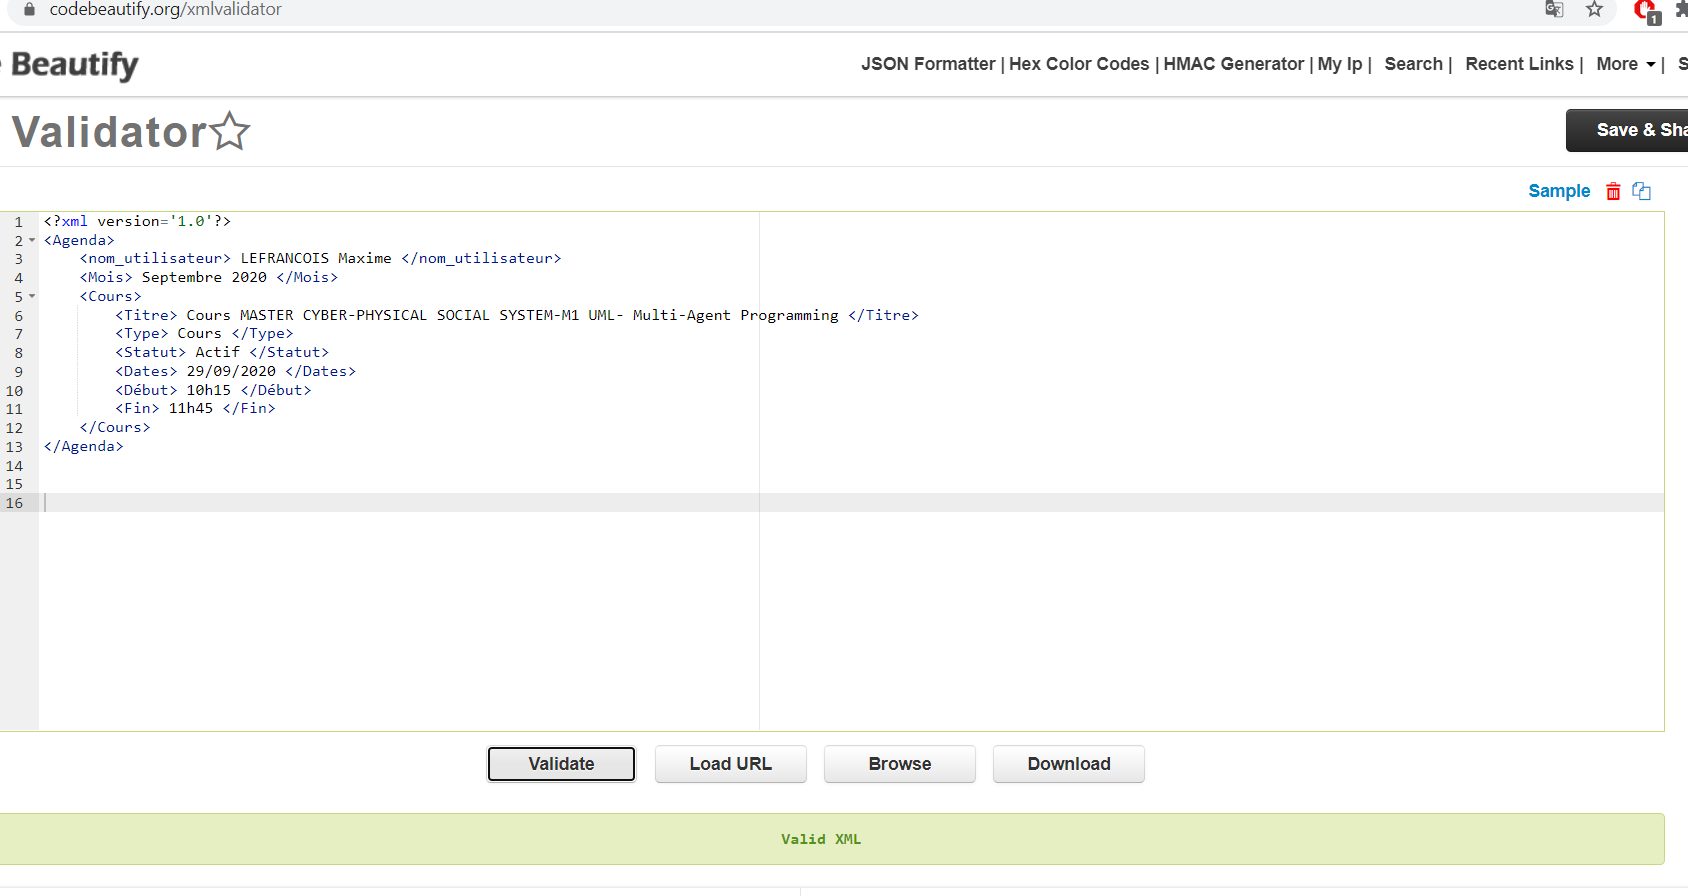 codebeautify.org/xmlvalidator
1
Beautify
JSON Formatter | Hex Color Codes | HMAC Generator | My Ip | Search | Recent Links | More | S
Validator
Save & Sha
Sample
1 <?xml version='1.0'?>
2 <Agenda>
3 <nom_utilisateur> LEFRANCOIS Maxime </nom_utilisateur>
4 <Mois> Septembre 2020 </Mois>
5 <Cours>
6 <Titre> Cours MASTER CYBER-PHYSICAL SOCIAL SYSTEM-M1 UML- Multi-Agent Programming </Titre>
7 <Type> Cours </Type>
8 <Statut> Actif </Statut>
9 <Dates> 29/09/2020 </Dates>
10 <Début> 10h15 </Début>
11 <Fin> 11h45 </Fin>
12 </Cours>
13 </Agenda>
14
15
16
Validate
Load URL
Browse
Download
Valid XML